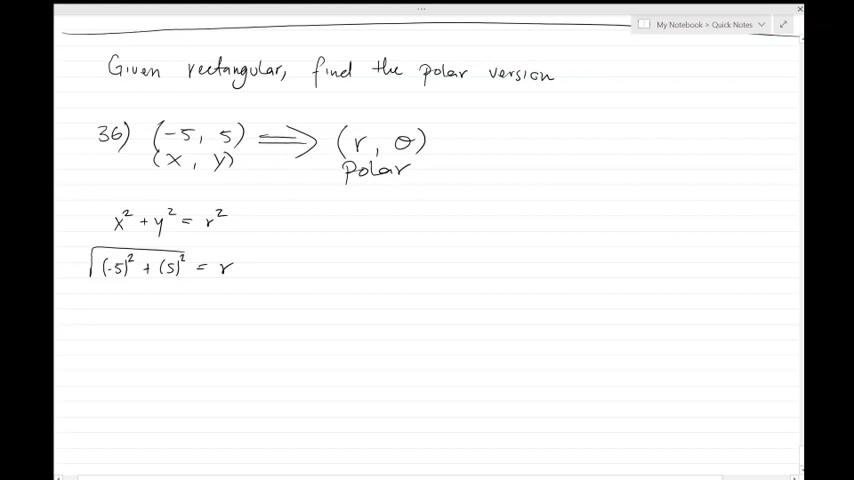 My Notebook > Quick Notes
Given rectangular, find the polar version
36) (-5, 5) ⟹ (r, θ)
(x, y) polar
x² + y² = r²
√((-5)² + (5)²) = r